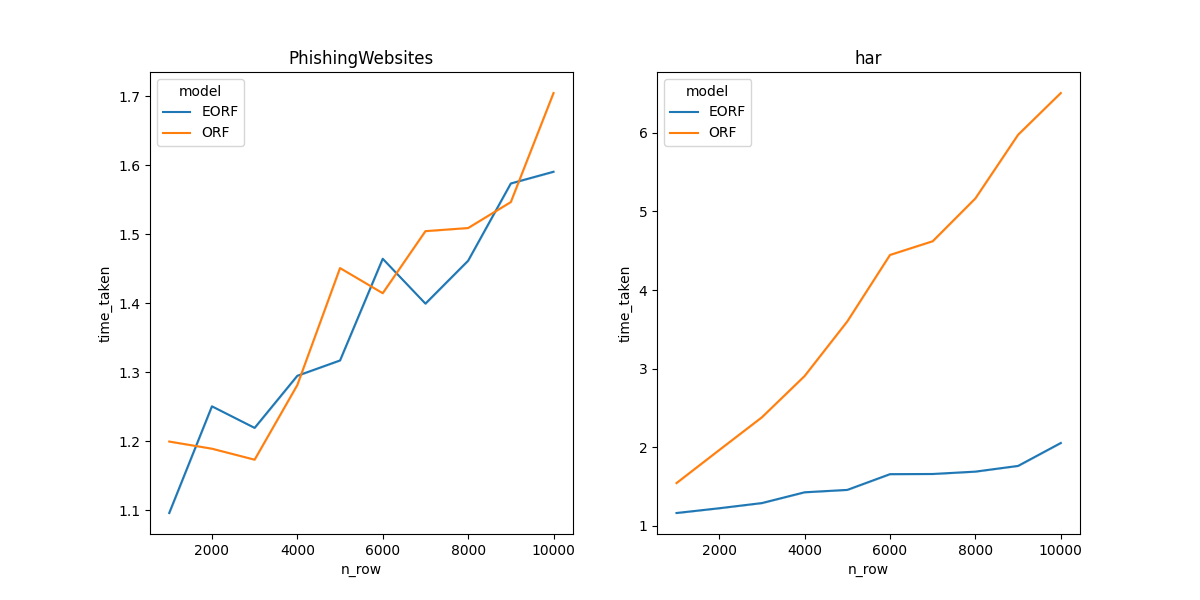 PhishingWebsites
model
EORF
ORF
1.7
1.6
1.5
1.4
1.3
1.2
1.1
time_taken
2000 4000 6000 8000 10000
n_row
har
model
EORF
ORF
6
5
4
3
2
1
time_taken
2000 4000 6000 8000 10000
n_row